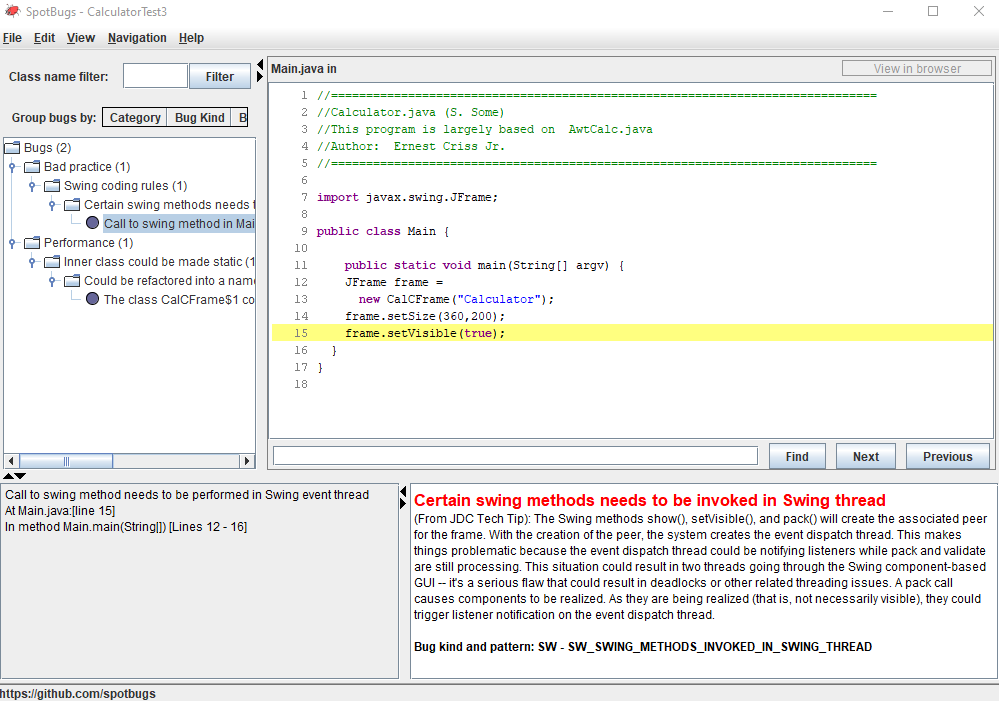 SpotBugs - CalculatorTest3
File Edit View Navigation Help
Class name filter: Filter
Group bugs by: Category Bug Kind B
Bugs (2)
Bad practice (1)
Swing coding rules (1)
Certain swing methods needs t
Call to swing method in Mai
Performance (1)
Inner class could be made static (1
Could be refactored into a name
The class CalCFrame$1 co
Main.java in
View in browser
1 //==============================================================================
2 //Calculator.java (S. Some)
3 //This program is largely based on  AwtCalc.java
4 //Author:  Ernest Criss Jr.
5 //==============================================================================
6
7 import javax.swing.JFrame;
8
9 public class Main {
10
11     public static void main(String[] argv) {
12     JFrame frame =
13       new CalCFrame("Calculator");
14     frame.setSize(360,200);
15     frame.setVisible(true);
16   }
17 }
18
Find Next Previous
Call to swing method needs to be performed in Swing event thread
At Main.java:[line 15]
In method Main.main(String[]) [Lines 12 - 16]
Certain swing methods needs to be invoked in Swing thread
(From JDC Tech Tip): The Swing methods show(), setVisible(), and pack() will create the associated peer
for the frame. With the creation of the peer, the system creates the event dispatch thread. This makes
things problematic because the event dispatch thread could be notifying listeners while pack and validate
are still processing. This situation could result in two threads going through the Swing component-based
GUI -- it's a serious flaw that could result in deadlocks or other related threading issues. A pack call
causes components to be realized. As they are being realized (that is, not necessarily visible), they could
trigger listener notification on the event dispatch thread.
Bug kind and pattern: SW - SW_SWING_METHODS_INVOKED_IN_SWING_THREAD
https://github.com/spotbugs